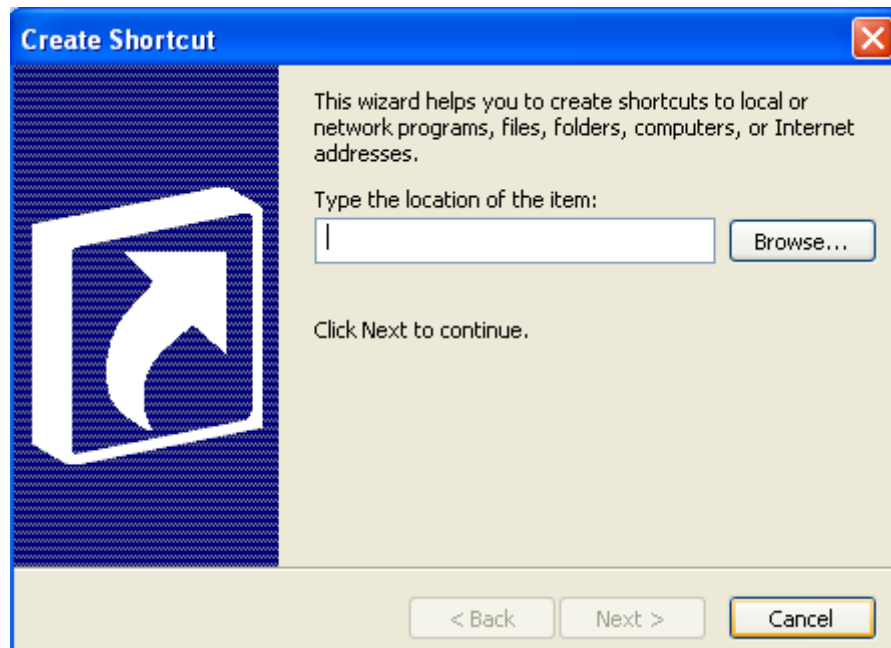 Create Shortcut
This wizard helps you to create shortcuts to local or
network programs, files, folders, computers, or Internet
addresses.
Type the location of the item:
Browse...
Click Next to continue.
< Back
Next >
Cancel